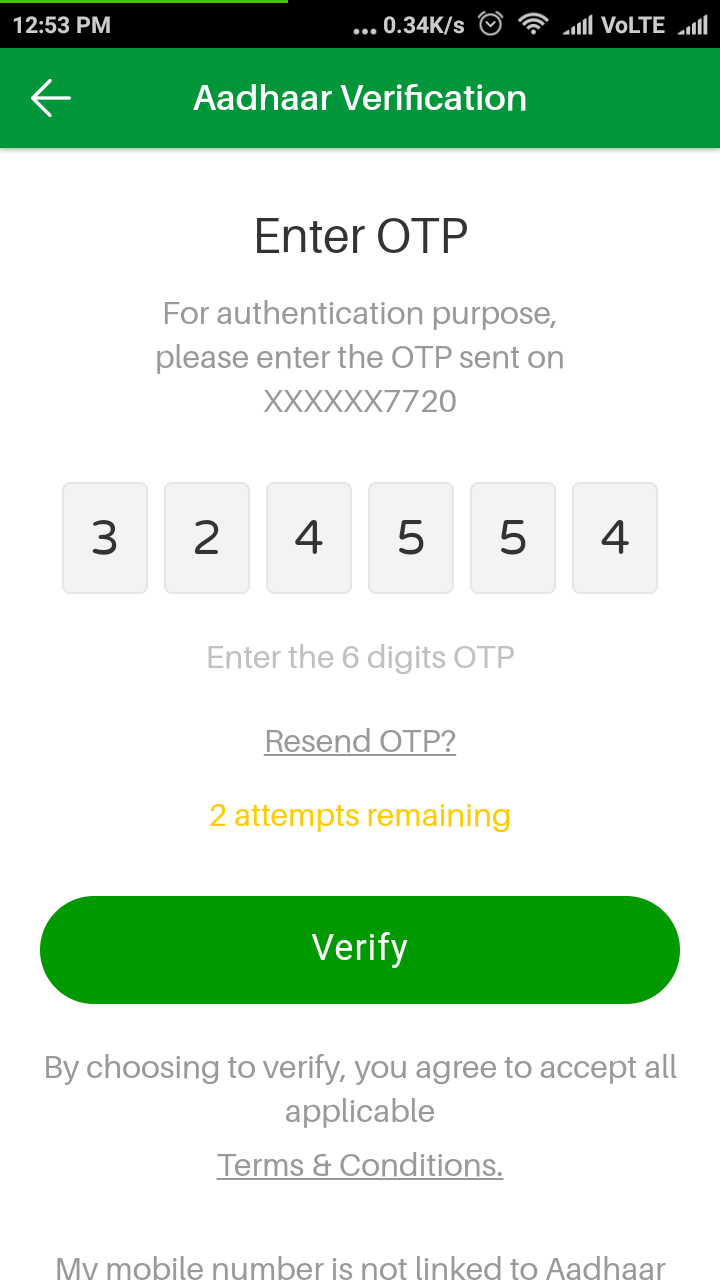 12:53 PM ... 0.34K/s VoLTE
Aadhaar Verification
Enter OTP
For authentication purpose,
please enter the OTP sent on
XXXXXX7720
3 2 4 5 5 4
Enter the 6 digits OTP
Resend OTP?
2 attempts remaining
Verify
By choosing to verify, you agree to accept all
applicable
Terms & Conditions.
My mobile number is not linked to Aadhaar